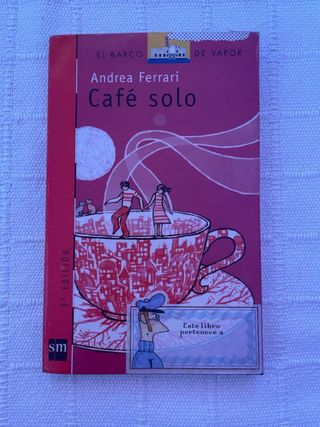 EL BARCO DE VAPOR
Andrea Ferrari
Café solo
3ª EDICIÓN
sm
Este libro
pertenece a